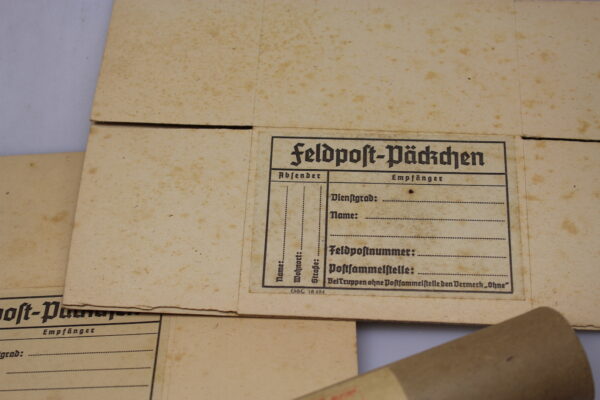 Feldpost-Päckchen
Absender
Empfänger
Name:
Wohnort:
Straße:
Dienstgrad:
Name:
Feldpostnummer:
Postsammelstelle:
Bei Truppen ohne Postsammelstelle den Vermerk „Ohne"
Empfänger
Name: